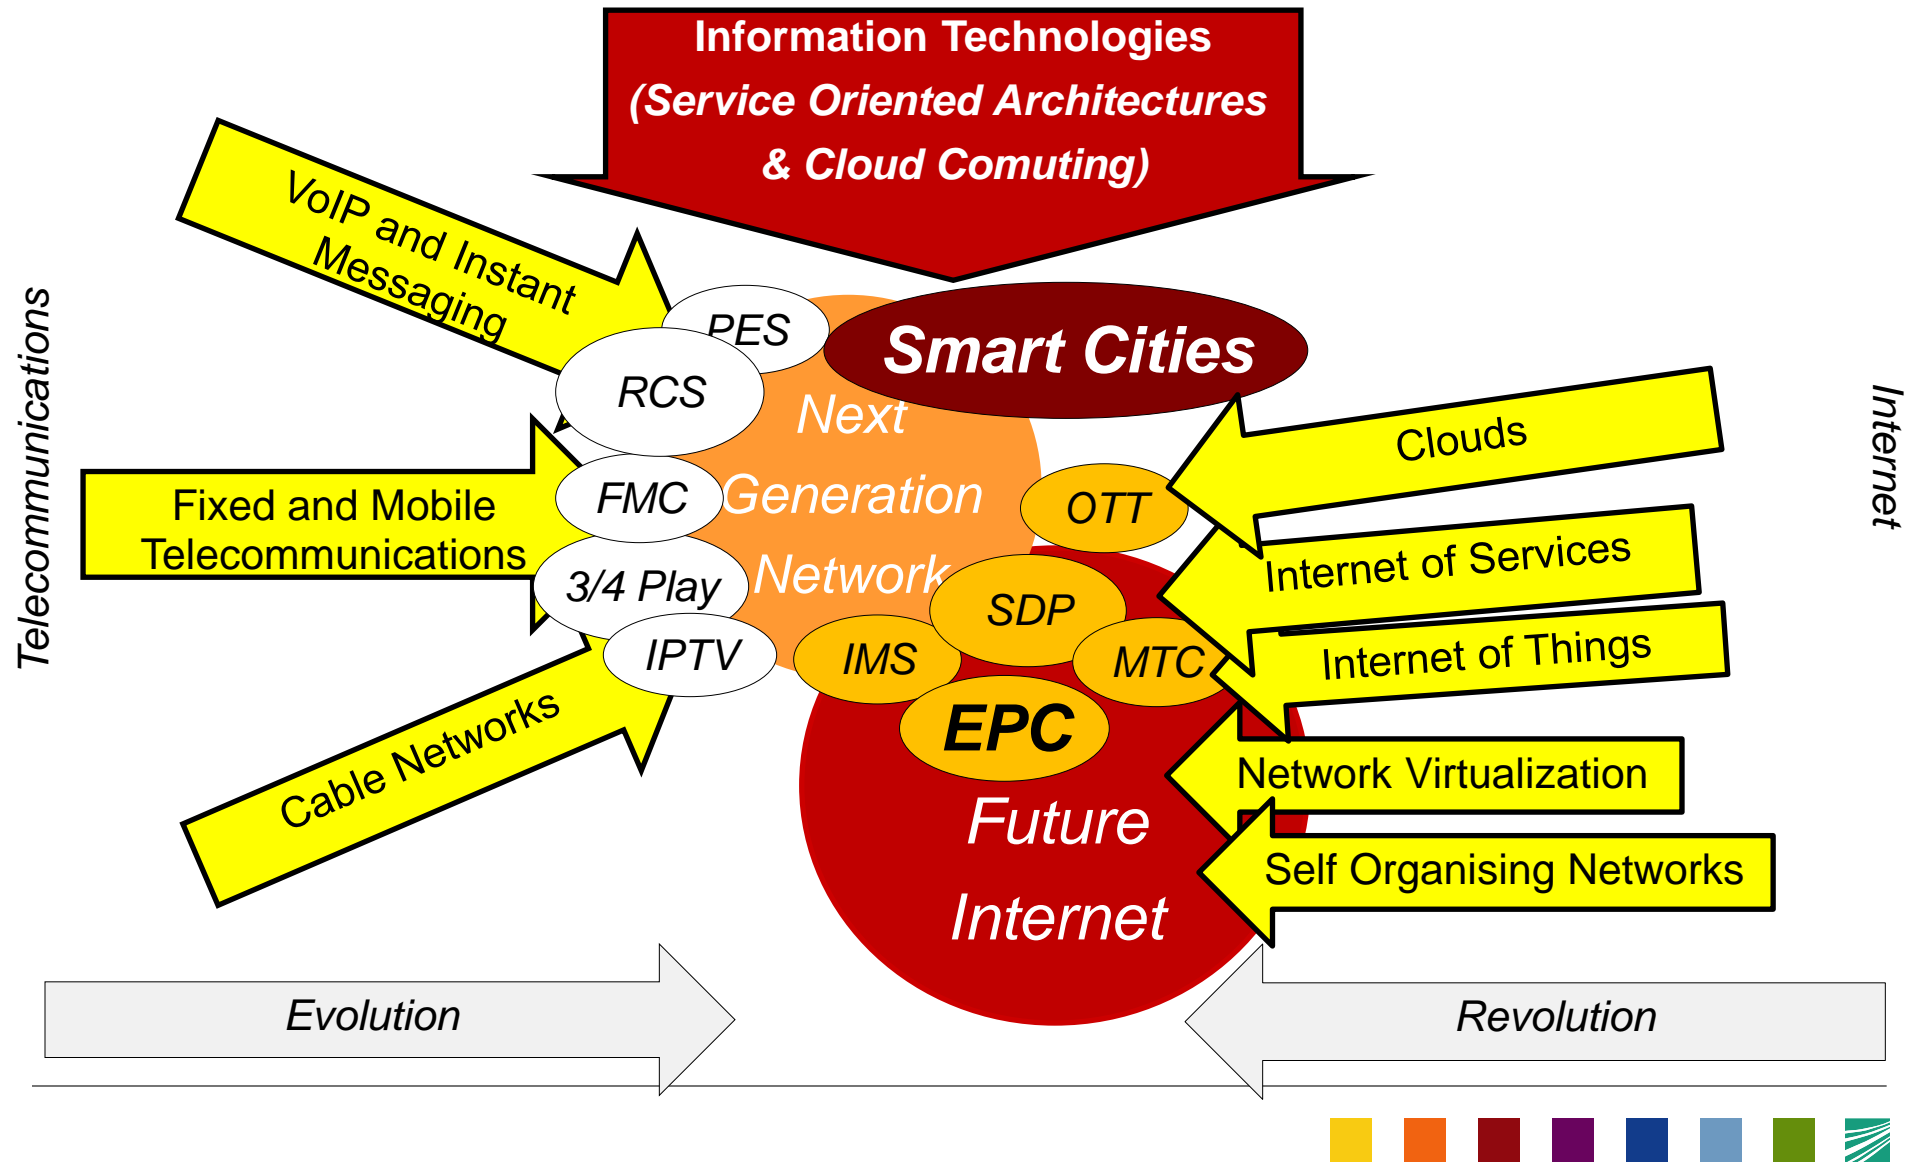 Information Technologies
(Service Oriented Architectures
& Cloud Comuting)
VoIP and Instant
Messaging
Telecommunications
PES
Smart Cities
RCS
Next
Generation
Network
Clouds
Internet
Fixed and Mobile
Telecommunications
FMC
OTT
Internet of Services
3/4 Play
SDP
IPTV
IMS
MTC
Internet of Things
EPC
Cable Networks
Network Virtualization
Future
Internet
Self Organising Networks
Evolution
Revolution